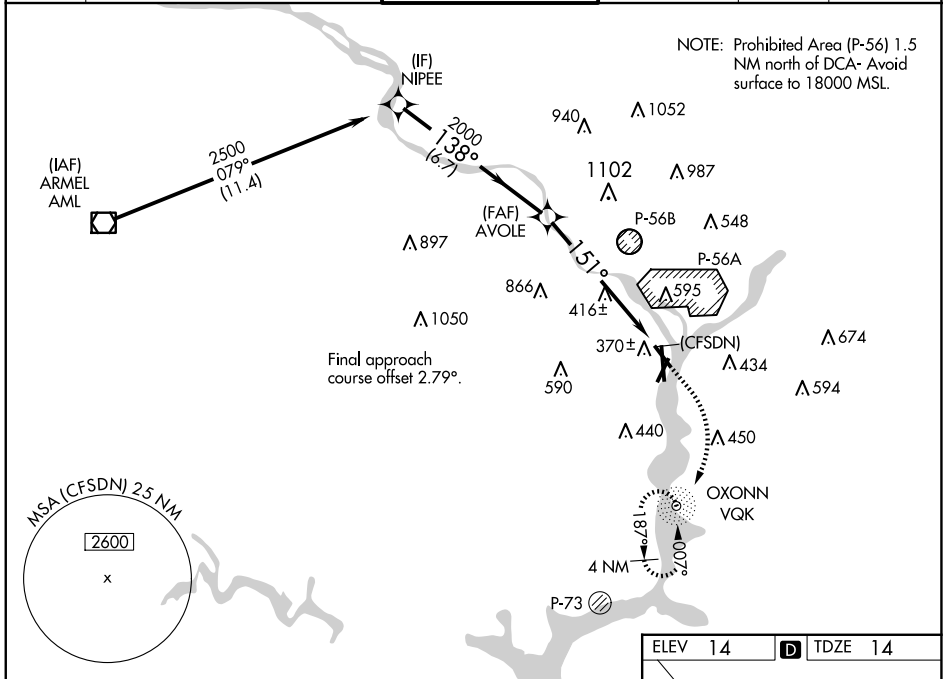 NOTE: Prohibited Area (P-56) 1.5
NM north of DCA- Avoid
surface to 18000 MSL.
(IF)
NIPEE
940
1052
2000
138°
(6.7)
2500
079°
(11.4)
(IAF)
ARMEL
AML
1102
987
(FAF)
AVOLE
P-56B
548
897
151°
P-56A
866
416±
595
1050
370±
(CFSDN)
674
434
Final approach
course offset 2.79°.
590
594
440
450
MSA (CFSDN) 25 NM
2600
x
OXONN
VQK
187°
007°
4 NM
P-73
ELEV 14 D TDZE 14